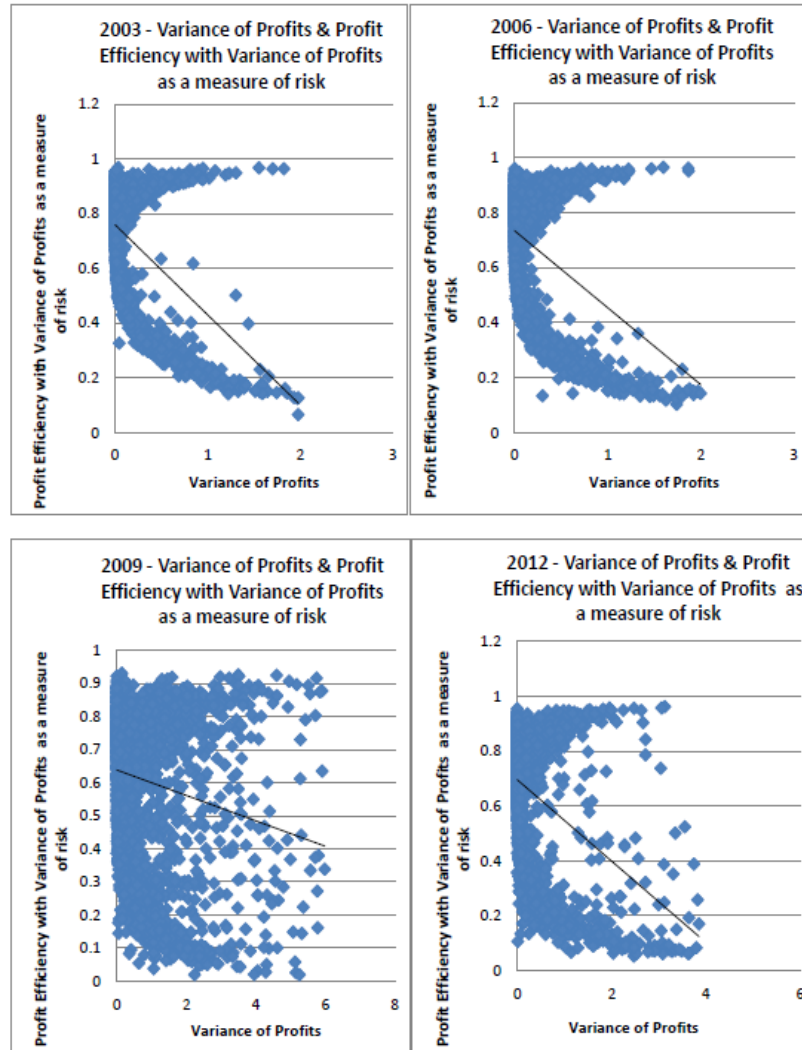 2003 - Variance of Profits & Profit
Efficiency with Variance of Profits
as a measure of risk
Profit Efficiency with Variance of Profits as a measure
of risk
1.2
1
0.8
0.6
0.4
0.2
0
0
1
2
3
Variance of Profits
2006 - Variance of Profits & Profit
Efficiency with Variance of Profits
as a measure of risk
Profit Efficiency with Variance of Profits as a measure
of risk
1.2
1
0.8
0.6
0.4
0.2
0
0
1
2
3
Variance of Profits
2009 - Variance of Profits & Profit
Efficiency with Variance of Profits
as a measure of risk
Profit Efficiency with Variance of Profits as a measure
of risk
1
0.9
0.8
0.7
0.6
0.5
0.4
0.3
0.2
0.1
0
0
2
4
6
8
Variance of Profits
2012 - Variance of Profits & Profit
Efficiency with Variance of Profits as
a measure of risk
Profit Efficiency with Variance of Profits as a measure
of risk
1.2
1
0.8
0.6
0.4
0.2
0
0
2
4
6
Variance of Profits